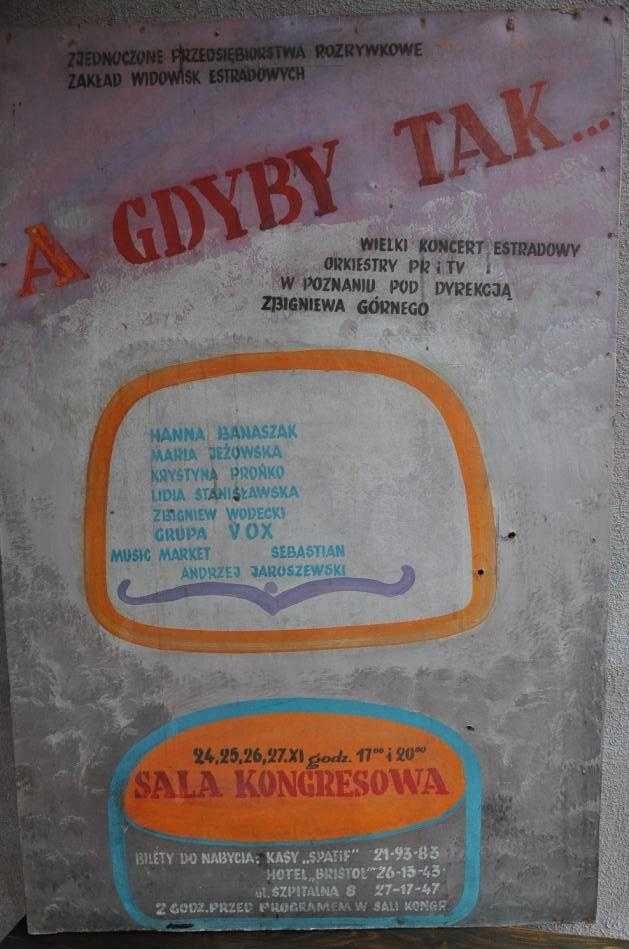 ZJEDNOCZONE PRZEDSIĘBIORSTWA ROZRYWKOWE
ZAKŁAD WIDOWISK ESTRADOWYCH
A GDYBY TAK...
WIELKI KONCERT ESTRADOWY
ORKIESTRY PR i TV
W POZNANIU POD DYREKCJĄ
ZBIGNIEWA GÓRNEGO
HANNA BANASZAK
MARIA JEŻOWSKA
KRYSTYNA PROŃKO
LIDIA STANISŁAWSKA
ZBIGNIEW WODECKI
GRUPA VOX
MUSIC MARKET SEBASTIAN
ANDRZEJ JAROSZEWSKI
24,25,26,27.XI godz. 17⁰⁰ i 20⁰⁰
SALA KONGRESOWA
BILETY DO NABYCIA: KASY „SPATIF" 21-93-83
HOTEL „BRISTOL" 26-13-43
ul. SZPITALNA 8 27-17-47
2 GODZ. PRZED PROGRAMEM W SALI KONGR.